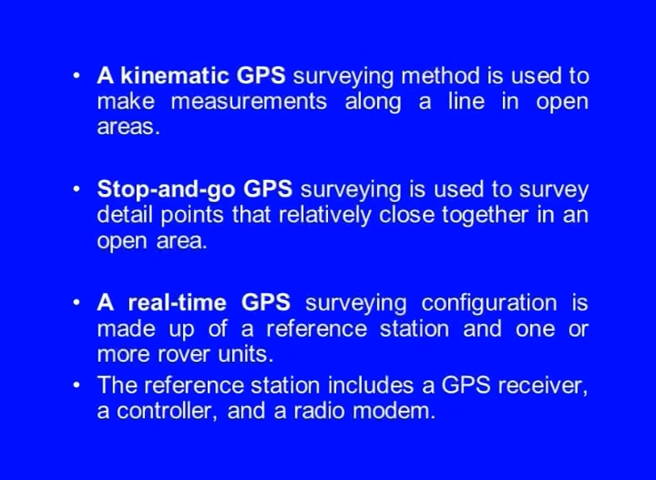 • A kinematic GPS surveying method is used to
make measurements along a line in open
areas.
• Stop-and-go GPS surveying is used to survey
detail points that relatively close together in an
open area.
• A real-time GPS surveying configuration is
made up of a reference station and one or
more rover units.
• The reference station includes a GPS receiver,
a controller, and a radio modem.